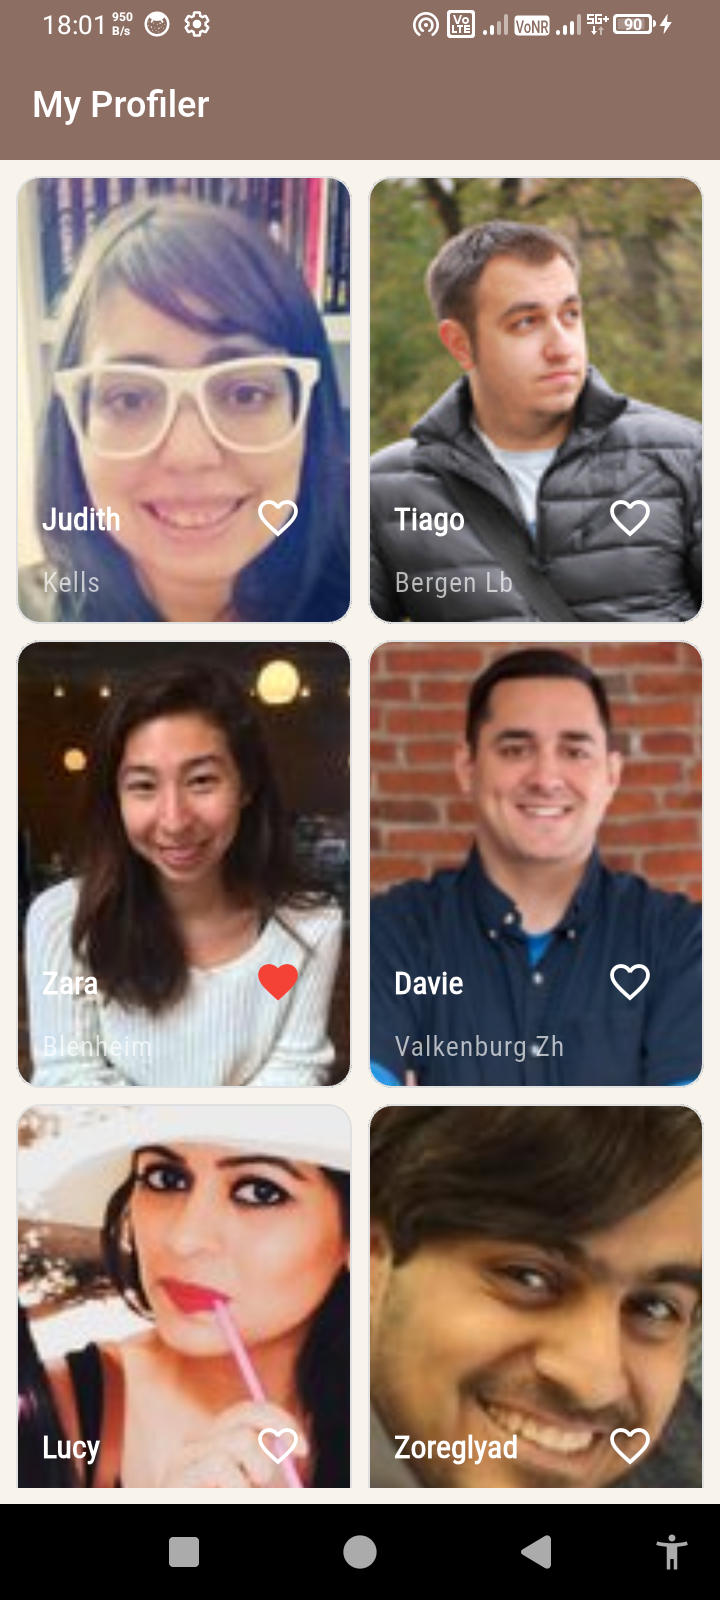 18:01 950 B/s Vo LTE VoNR 5G+ 90
My Profiler
Judith
Kells
Tiago
Bergen Lb
Zara
Blenheim
Davie
Valkenburg Zh
Lucy
Zoreglyad